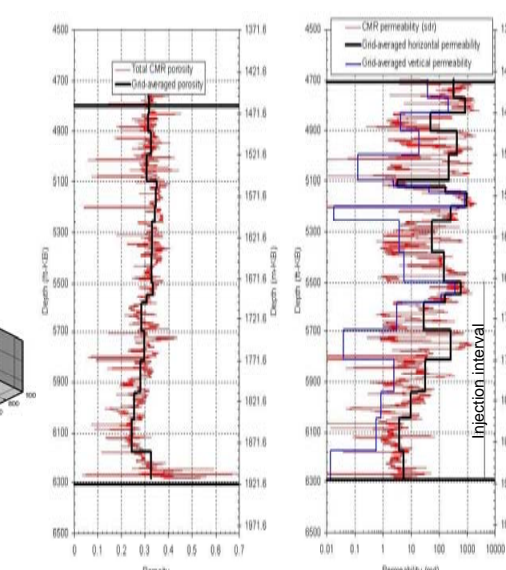 Total CMR porosity
Grid-averaged porosity
4500
4700
4900
5100
5300
5500
5700
5900
6100
6300
6500
Depth (ft-KB)
1371.6
1421.6
1471.6
1521.6
1571.6
1621.6
1671.6
1721.6
1771.6
1821.6
1871.6
1921.6
1971.6
Depth (m-KB)
0 0.1 0.2 0.3 0.4 0.5 0.6 0.7
Porosity
CMR permeability (sdr)
Grid-averaged horizontal permeability
Grid-averaged vertical permeability
4500
4700
4900
5100
5300
5500
5700
5900
6100
6300
6500
Depth (ft-KB)
Injection interval
0.01 0.1 1 10 100 1000 10000
Permeability (md)